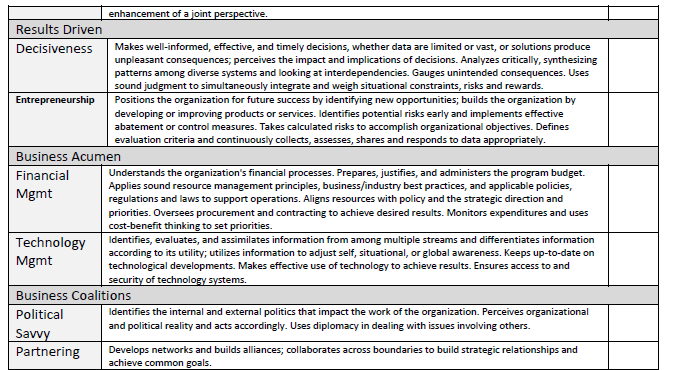 enhancement of a joint perspective.
Results Driven
Decisiveness
Makes well-informed, effective, and timely decisions, whether data are limited or vast, or solutions produce
unpleasant consequences; perceives the impact and implications of decisions. Analyzes critically, synthesizing
patterns among diverse systems and looking at interdependencies. Gauges unintended consequences. Uses
sound judgment to simultaneously integrate and weigh situational constraints, risks and rewards.
Entrepreneurship
Positions the organization for future success by identifying new opportunities; builds the organization by
developing or improving products or services. Identifies potential risks early and implements effective
abatement or control measures. Takes calculated risks to accomplish organizational objectives. Defines
evaluation criteria and continuously collects, assesses, shares and responds to data appropriately.
Business Acumen
Financial
Mgmt
Understands the organization's financial processes. Prepares, justifies, and administers the program budget.
Applies sound resource management principles, business/industry best practices, and applicable policies,
regulations and laws to support operations. Aligns resources with policy and the strategic direction and
priorities. Oversees procurement and contracting to achieve desired results. Monitors expenditures and uses
cost-benefit thinking to set priorities.
Technology
Mgmt
Identifies, evaluates, and assimilates information from among multiple streams and differentiates information
according to its utility; utilizes information to adjust self, situational, or global awareness. Keeps up-to-date on
technological developments. Makes effective use of technology to achieve results. Ensures access to and
security of technology systems.
Business Coalitions
Political
Savvy
Identifies the internal and external politics that impact the work of the organization. Perceives organizational
and political reality and acts accordingly. Uses diplomacy in dealing with issues involving others.
Partnering
Develops networks and builds alliances; collaborates across boundaries to build strategic relationships and
achieve common goals.